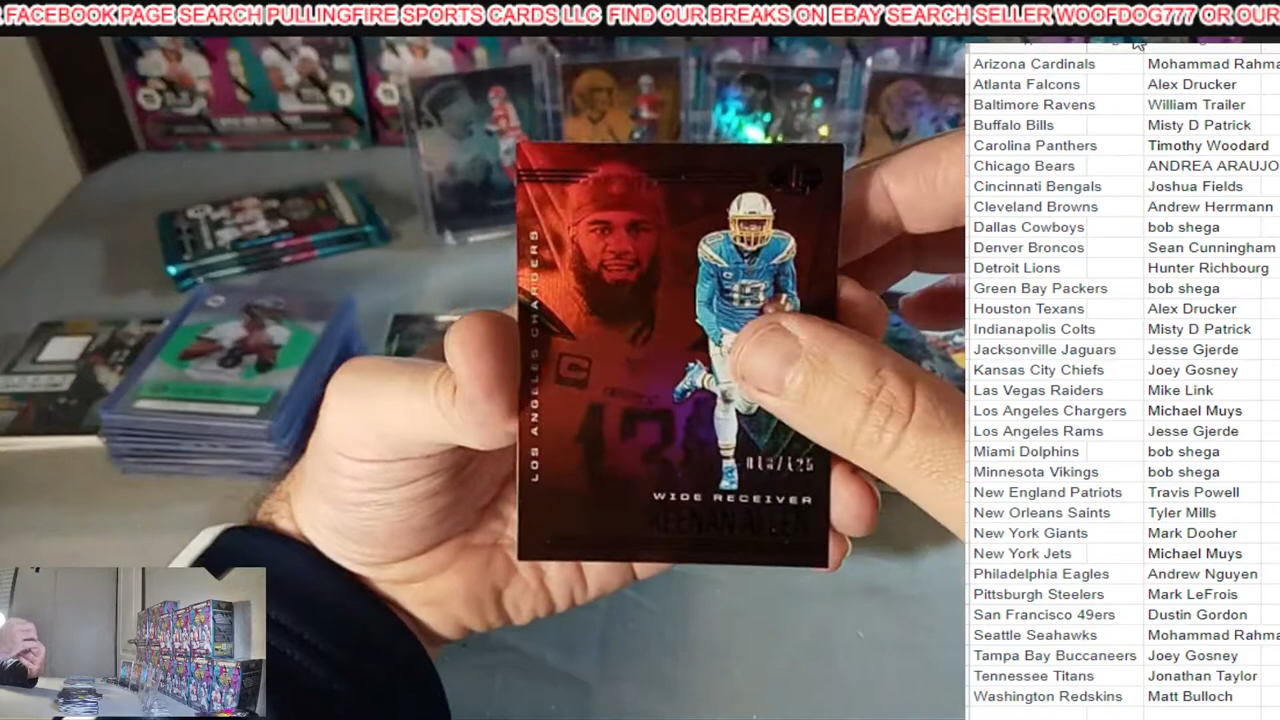 FACEBOOK PAGE SEARCH PULLINGFIRE SPORTS CARDS LLC FIND OUR BREAKS ON EBAY SEARCH SELLER WOOFDOG777 OR OUR
Arizona Cardinals Mohammad Rahma
Atlanta Falcons Alex Drucker
Baltimore Ravens William Trailer
Buffalo Bills Misty D Patrick
Carolina Panthers Timothy Woodard
Chicago Bears ANDREA ARAUJO
Cincinnati Bengals Joshua Fields
Cleveland Browns Andrew Herrmann
Dallas Cowboys bob shega
Denver Broncos Sean Cunningham
Detroit Lions Hunter Richbourg
Green Bay Packers bob shega
Houston Texans Alex Drucker
Indianapolis Colts Misty D Patrick
Jacksonville Jaguars Jesse Gjerde
Kansas City Chiefs Joey Gosney
Las Vegas Raiders Mike Link
Los Angeles Chargers Michael Muys
Los Angeles Rams Jesse Gjerde
Miami Dolphins bob shega
Minnesota Vikings bob shega
New England Patriots Travis Powell
New Orleans Saints Tyler Mills
New York Giants Mark Dooher
New York Jets Michael Muys
Philadelphia Eagles Andrew Nguyen
Pittsburgh Steelers Mark LeFrois
San Francisco 49ers Dustin Gordon
Seattle Seahawks Mohammad Rahma
Tampa Bay Buccaneers Joey Gosney
Tennessee Titans Jonathan Taylor
Washington Redskins Matt Bulloch
LOS ANGELES CHARGERS
C
13
13
WIDE RECEIVER
KEENAN ALLEN